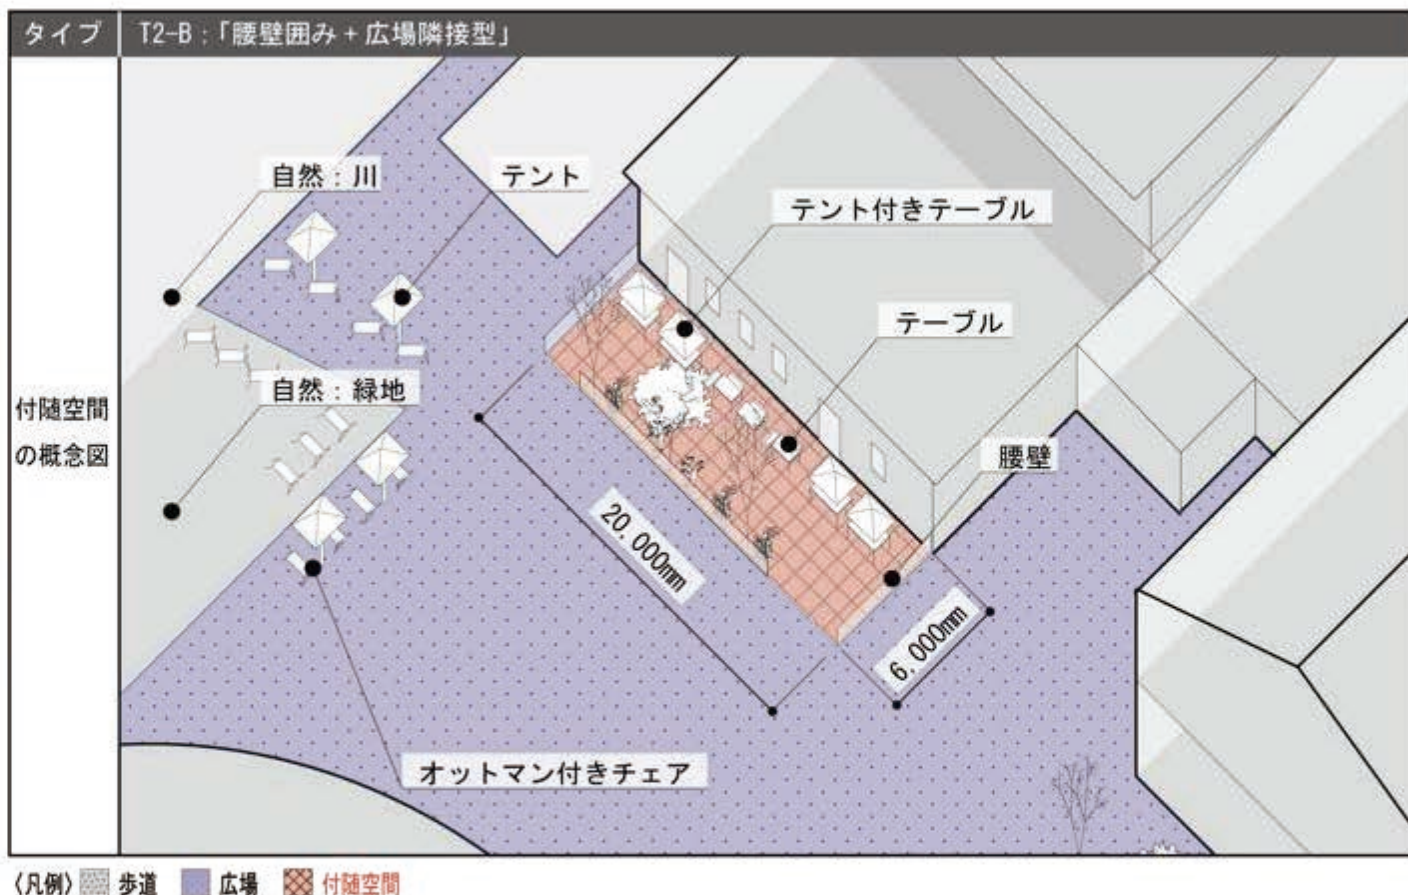 タイプ T2-B:「腰壁囲み+広場隣接型」
自然:川
テント
テント付きテーブル
テーブル
自然:緑地
付随空間
の概念図
腰壁
20,000mm
6,000mm
オットマン付きチェア
〈凡例〉 歩道 広場 付随空間